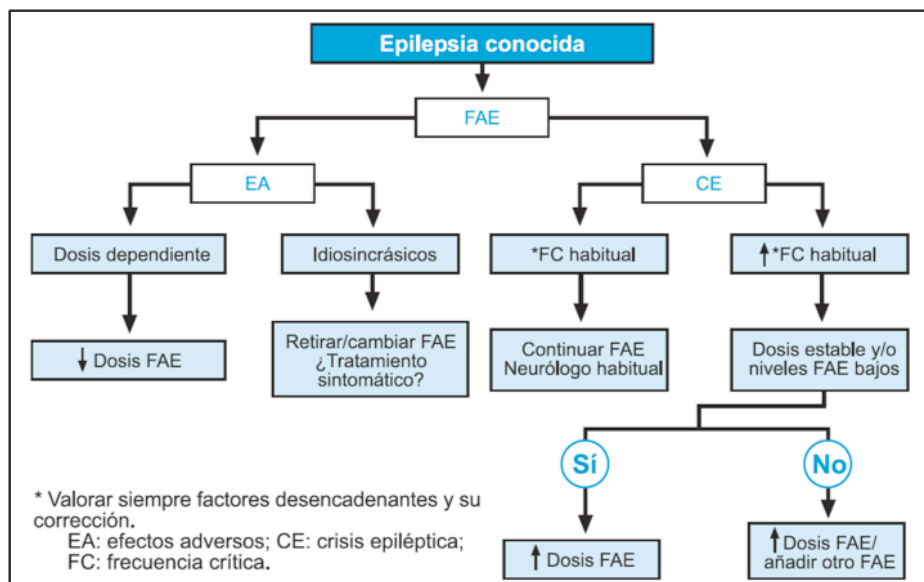 Epilepsia conocida
FAE
EA
CE
Dosis dependiente
Idiosincrásicos
*FC habitual
↑*FC habitual
↓ Dosis FAE
Retirar/cambiar FAE
¿Tratamiento
sintomático?
Continuar FAE
Neurólogo habitual
Dosis estable y/o
niveles FAE bajos
Sí
No
* Valorar siempre factores desencadenantes y su
corrección.
EA: efectos adversos; CE: crisis epiléptica;
FC: frecuencia crítica.
↑ Dosis FAE
↑Dosis FAE/
añadir otro FAE